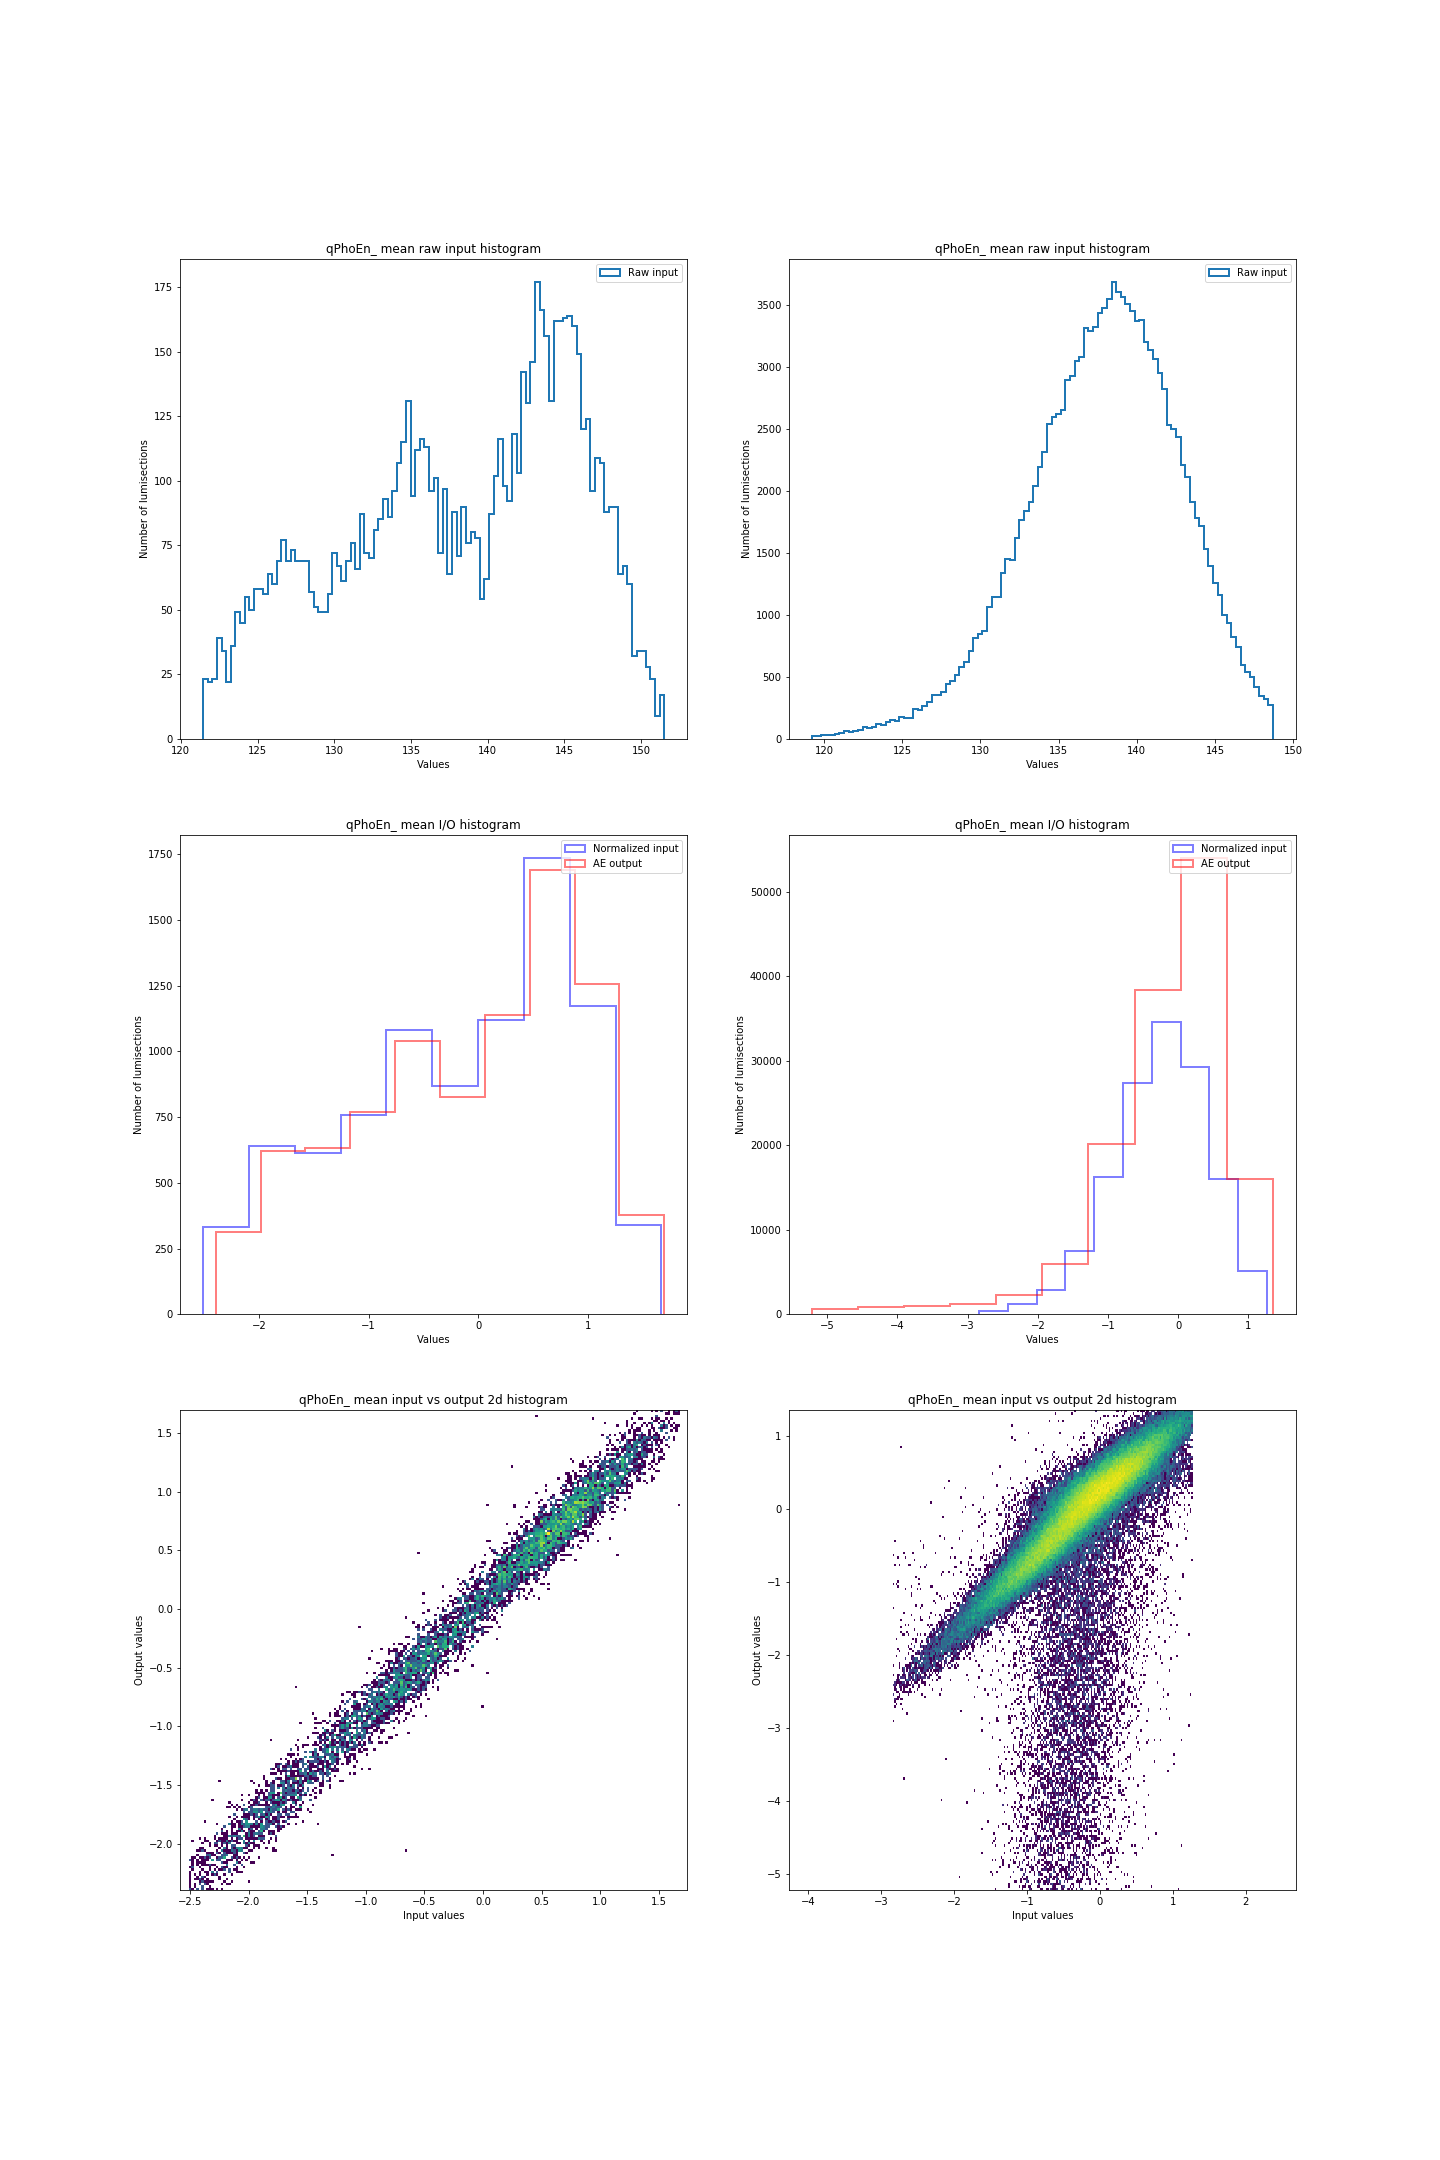 qPhoEn_ mean raw input histogram
Raw input
Number of lumisections
175
150
125
100
75
50
25
0
120 125 130 135 140 145 150
Values
qPhoEn_ mean raw input histogram
Raw input
Number of lumisections
3500
3000
2500
2000
1500
1000
500
0
120 125 130 135 140 145 150
Values
qPhoEn_ mean I/O histogram
Normalized input
AE output
Number of lumisections
1750
1500
1250
1000
750
500
250
0
−2 −1 0 1
Values
qPhoEn_ mean I/O histogram
Normalized input
AE output
Number of lumisections
50000
40000
30000
20000
10000
0
−5 −4 −3 −2 −1 0 1
Values
qPhoEn_ mean input vs output 2d histogram
Output values
1.5
1.0
0.5
0.0
−0.5
−1.0
−1.5
−2.0
−2.5 −2.0 −1.5 −1.0 −0.5 0.0 0.5 1.0 1.5
Input values
qPhoEn_ mean input vs output 2d histogram
Output values
1
0
−1
−2
−3
−4
−5
−4 −3 −2 −1 0 1 2
Input values